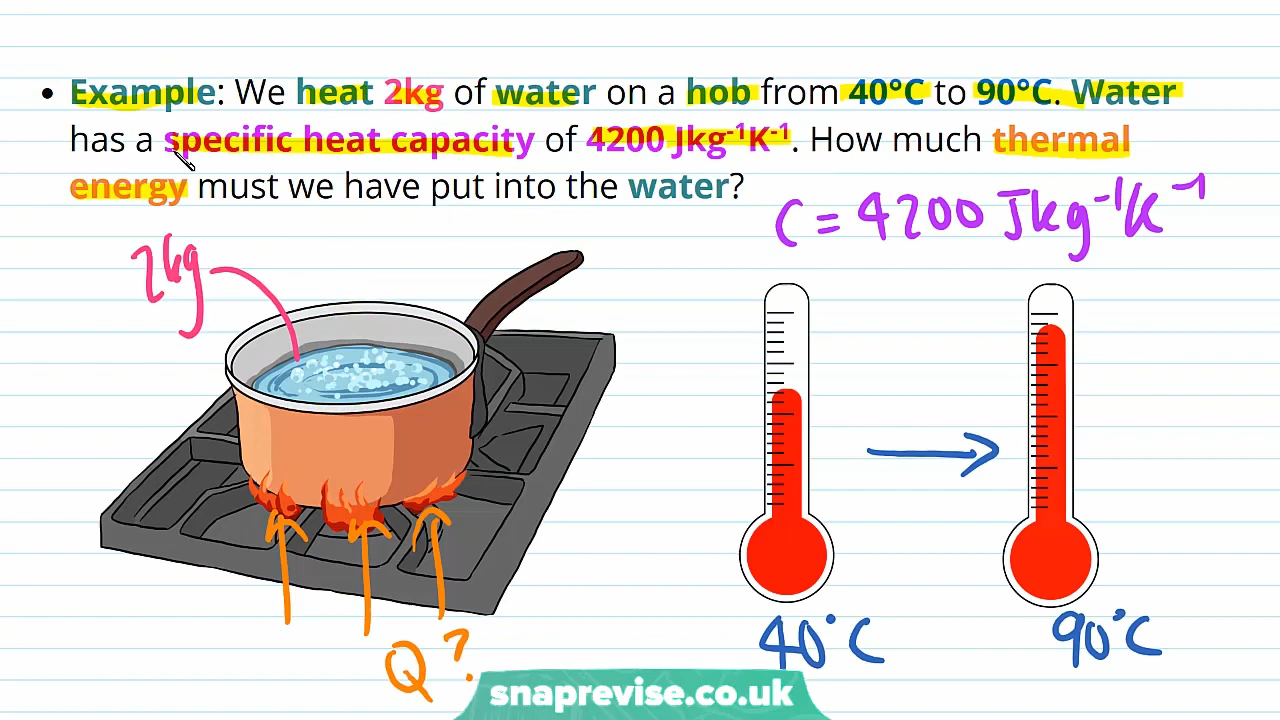 • Example: We heat 2kg of water on a hob from 40°C to 90°C. Water
has a specific heat capacity of 4200 Jkg⁻¹K⁻¹. How much thermal
energy must we have put into the water?
C = 4200 Jkg⁻¹K⁻¹
2kg
40°C
90°C
Q?
snaprevise.co.uk